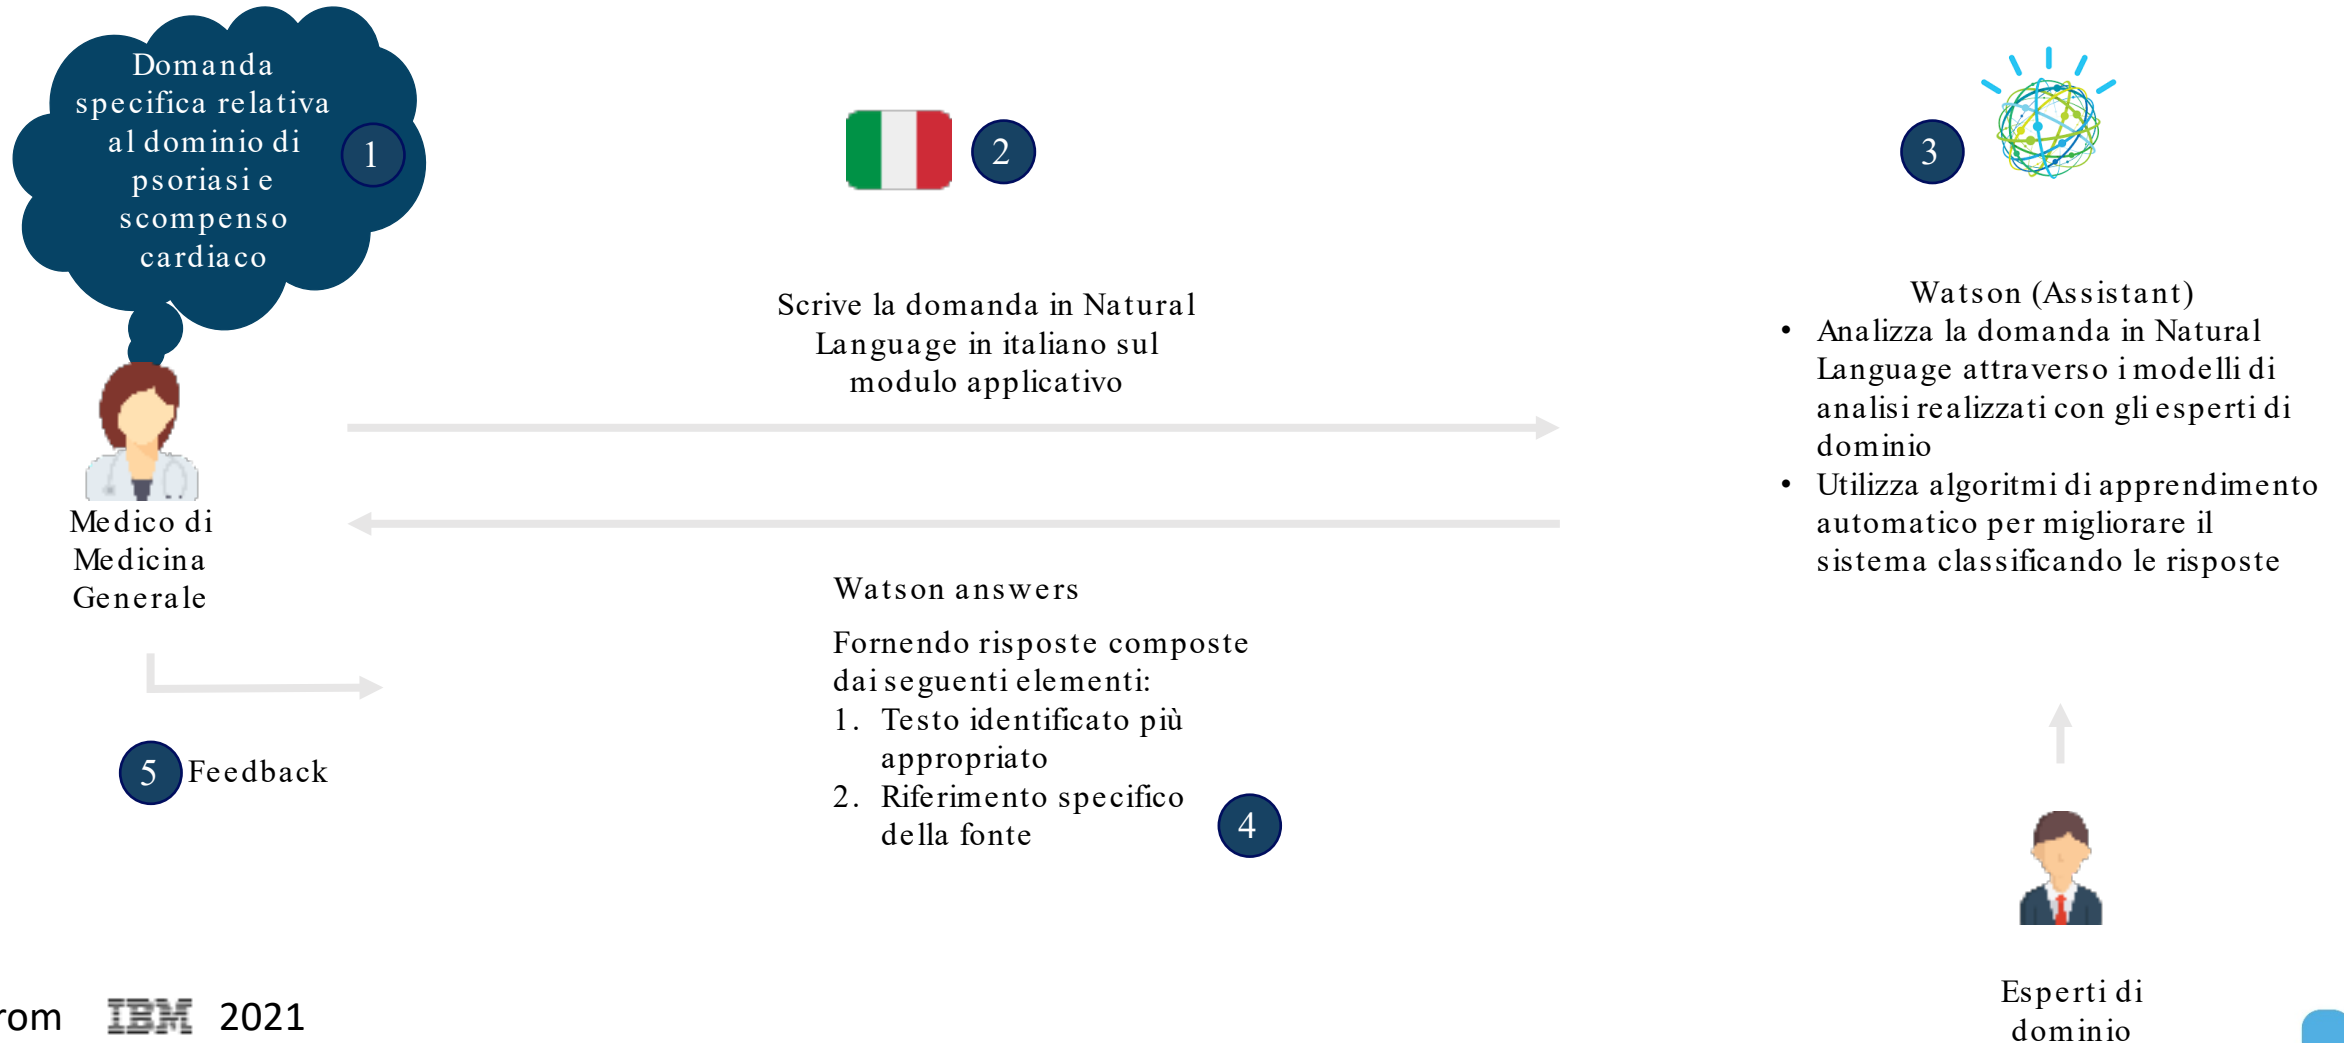 Domanda
specifica relativa
al dominio di
psoriasi e
scompenso
cardiaco
1
2
3
Scrive la domanda in Natural
Language in italiano sul
modulo applicativo
Watson (Assistant)
• Analizza la domanda in Natural
Language attraverso i modelli di
analisi realizzati con gli esperti di
dominio
• Utilizza algoritmi di apprendimento
automatico per migliorare il
sistema classificando le risposte
Medico di
Medicina
Generale
Watson answers
Fornendo risposte composte
dai seguenti elementi:
1. Testo identificato più
appropriato
2. Riferimento specifico
della fonte
4
5 Feedback
Esperti di
dominio
rom IBM 2021